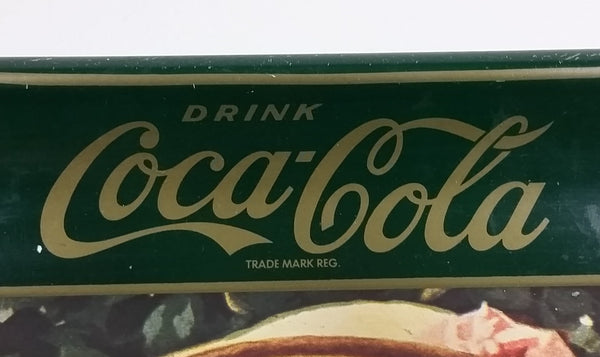 DRINK
Coca-Cola
TRADE MARK REG.